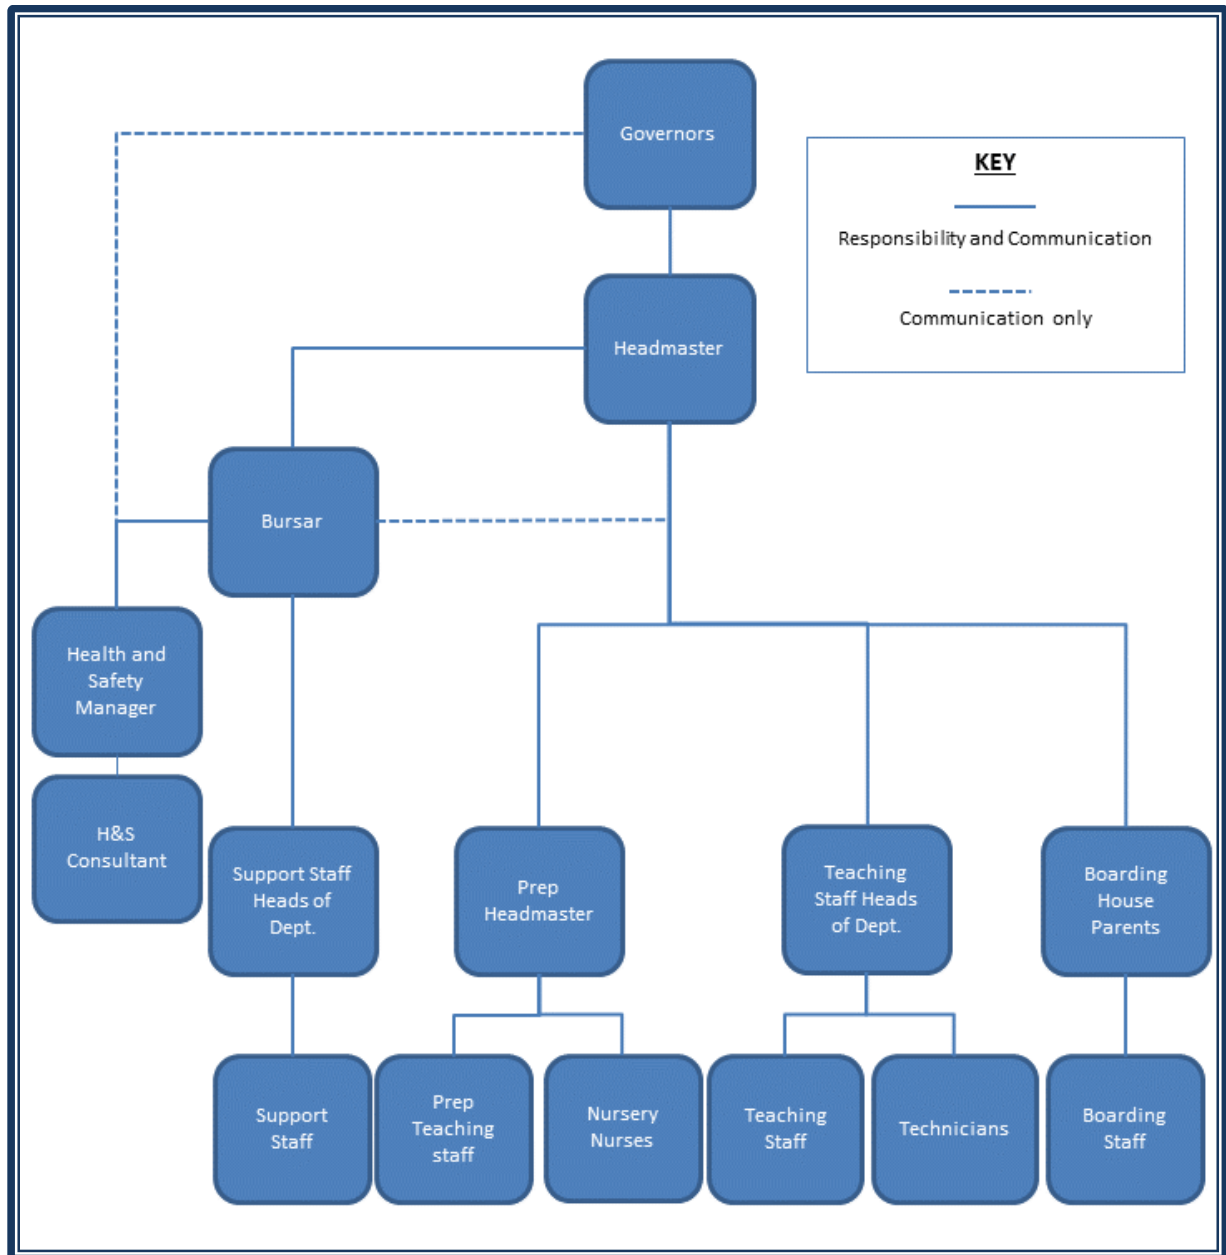 Governors
KEY
Responsibility and Communication
Communication only
Headmaster
Bursar
Health and
Safety
Manager
H&S
Consultant
Support Staff
Heads of
Dept.
Prep
Headmaster
Teaching
Staff Heads
of Dept.
Boarding
House
Parents
Support
Staff
Prep
Teaching
staff
Nursery
Nurses
Teaching
Staff
Technicians
Boarding
Staff